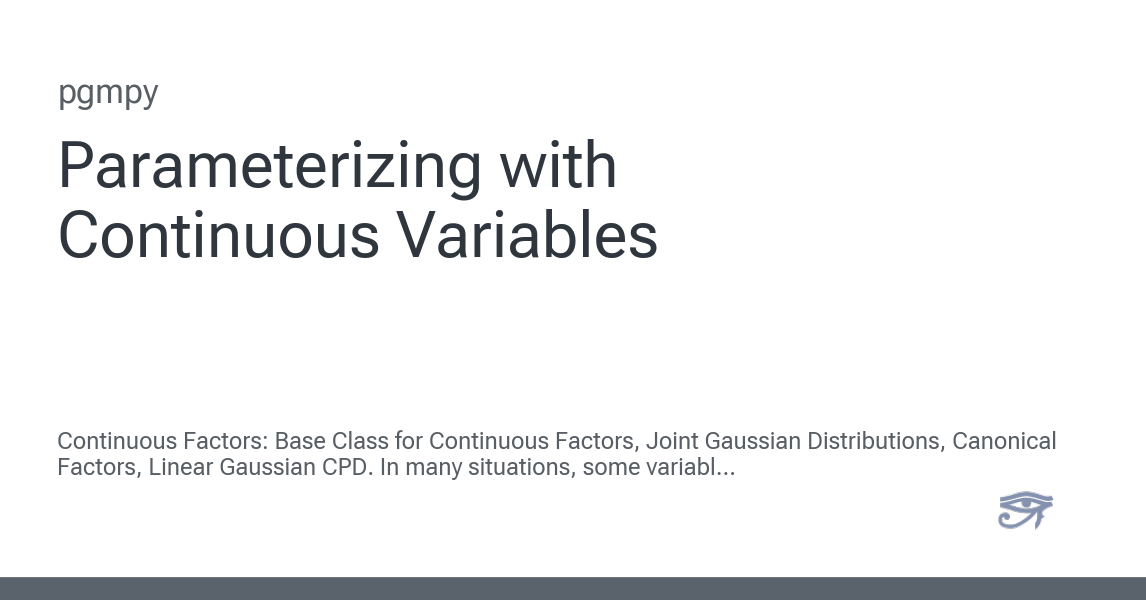 pgmpy
Parameterizing with
Continuous Variables
Continuous Factors: Base Class for Continuous Factors, Joint Gaussian Distributions, Canonical
Factors, Linear Gaussian CPD. In many situations, some variabl...